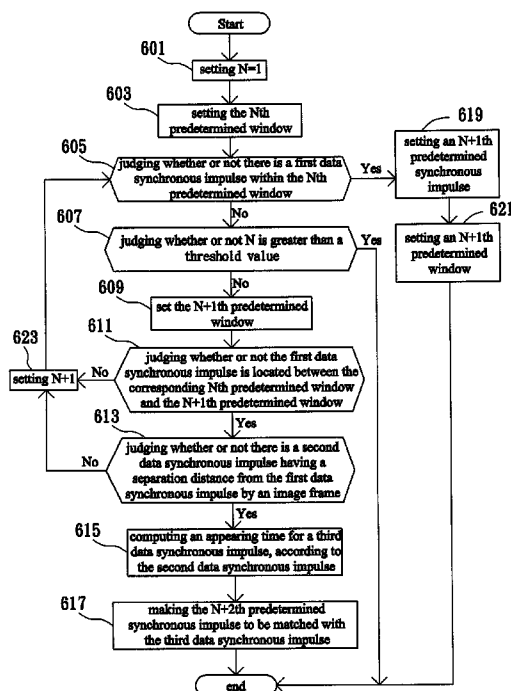 Start
601
setting N=1
603
setting the Nth
predetermined window
605
judging whether or not there is a first data
synchronous impulse within the Nth
predetermined window
Yes
619
setting an N+1th
predetermined
synchronous
impulse
No
621
setting an N+1th
predetermined
window
607
judging whether or not N is greater than a
threshold value
Yes
No
609
set the N+1th predetermined
window
611
judging whether or not the first data
synchronous impulse is located between the
corresponding Nth predetermined window
and the N+1th predetermined window
No
623
setting N+1
Yes
613
judging whether or not there is a second
data synchronous impulse having a
separation distance from the first data
synchronous impulse by an image frame
No
Yes
615
computing an appearing time for a third
data synchronous impulse, according to
the second data synchronous impulse
617
making the N+2th predetermined
synchronous impulse to be matched with
the third data synchronous impulse
end